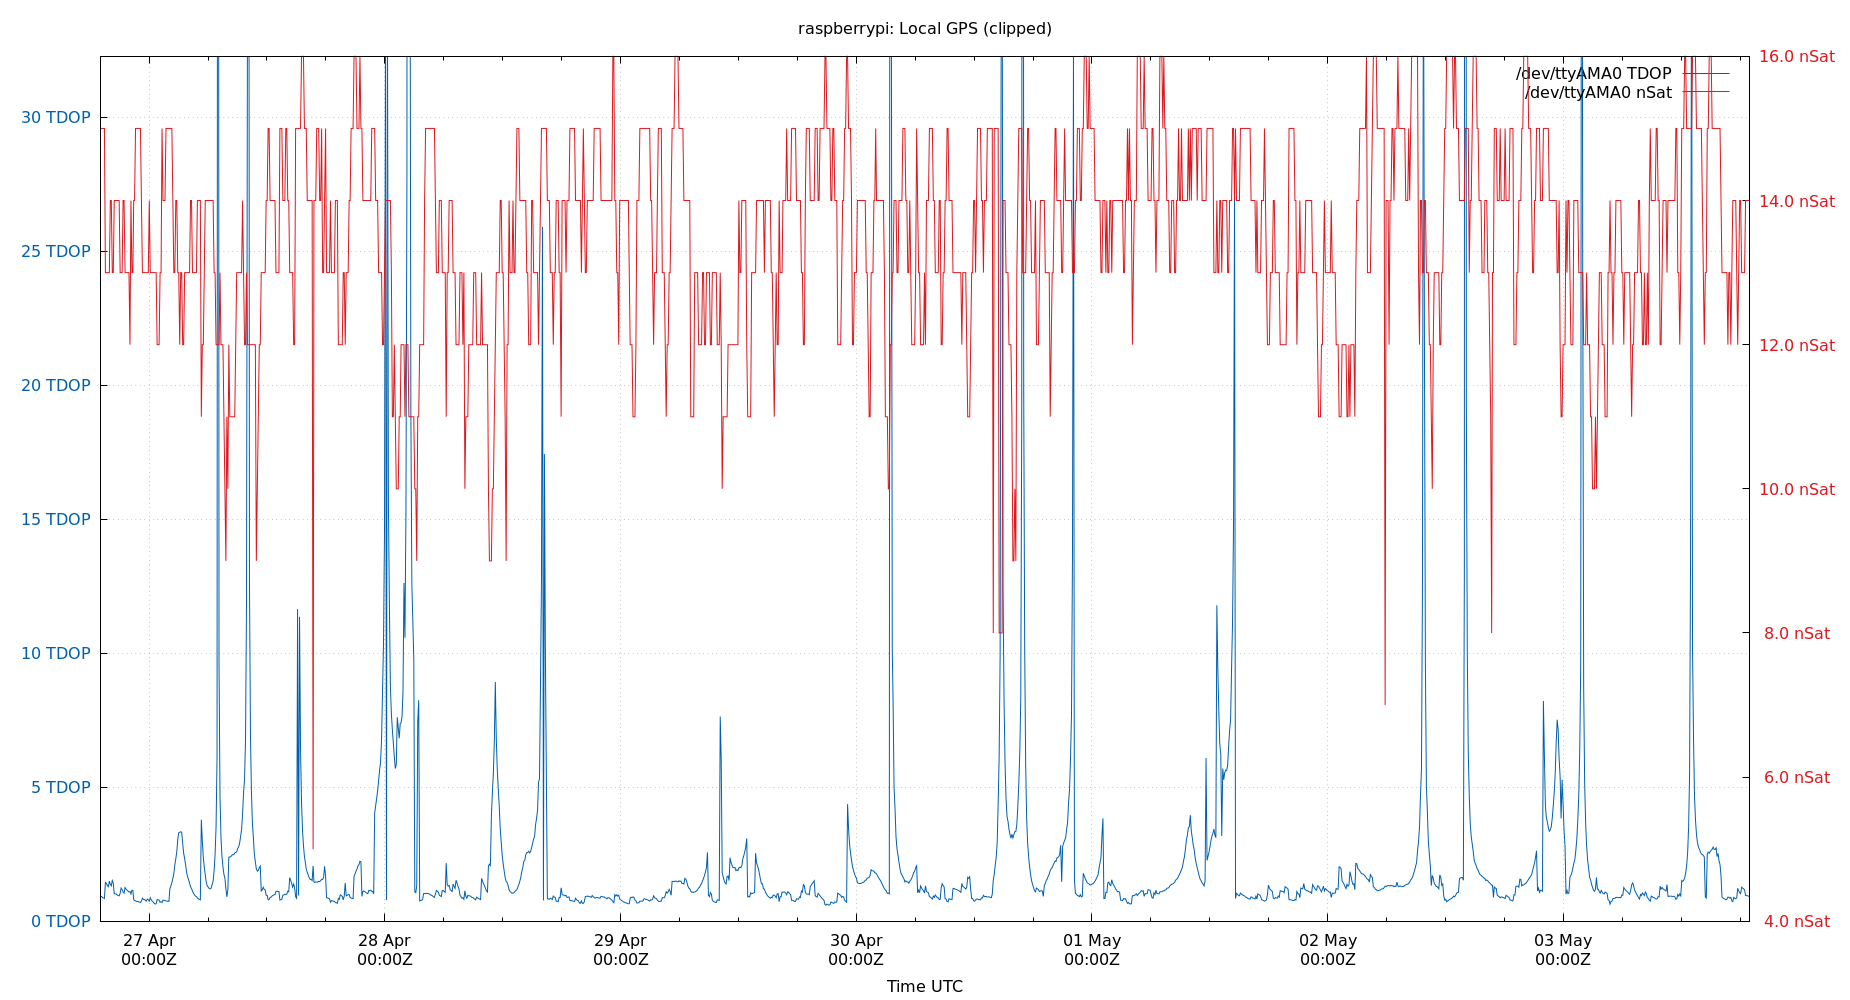 raspberrypi: Local GPS (clipped)
16.0 nSat
/dev/ttyAMA0 TDOP
/dev/ttyAMA0 nSat
30 TDOP
14.0 nSat
25 TDOP
12.0 nSat
20 TDOP
10.0 nSat
15 TDOP
8.0 nSat
10 TDOP
6.0 nSat
5 TDOP
0 TDOP
4.0 nSat
27 Apr 28 Apr 29 Apr 30 Apr 01 May 02 May 03 May
00:00Z 00:00Z 00:00Z 00:00Z 00:00Z 00:00Z 00:00Z
Time UTC